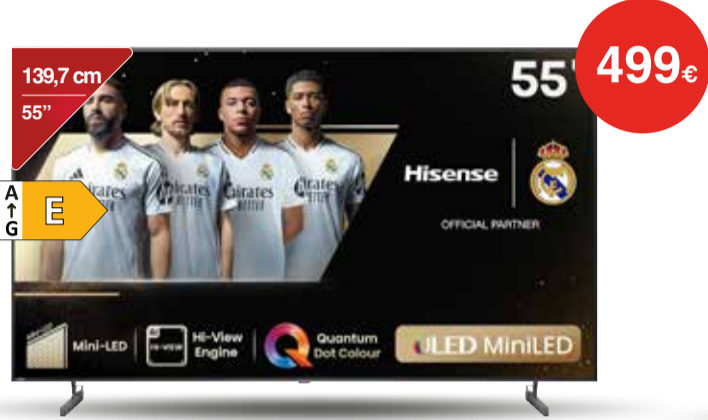 139,7 cm
55”
55"
499€
A
↑
G
E
Hisense
OFFICIAL PARTNER
Mini-LED
Hi-View
Engine
Quantum
Dot Colour
ULED MiniLED